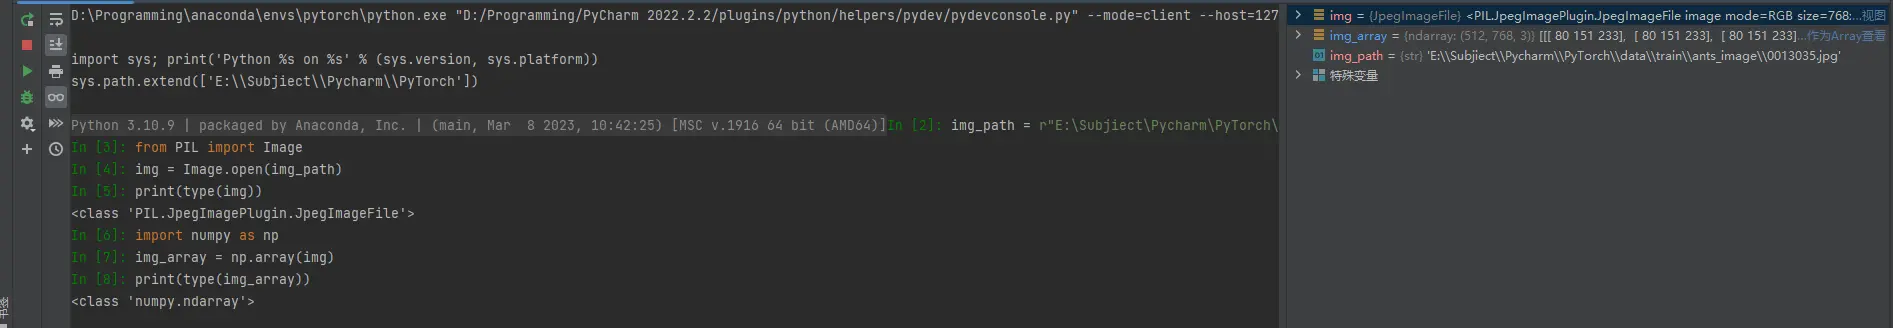 D:\Programming\anaconda\envs\pytorch\python.exe "D:/Programming/PyCharm 2022.2.2/plugins/python/helpers/pydev/pydevconsole.py" --mode=client --host=127
import sys; print('Python %s on %s' % (sys.version, sys.platform))
sys.path.extend(['E:\\Subjiect\\Pycharm\\PyTorch'])
Python 3.10.9 | packaged by Anaconda, Inc. | (main, Mar  8 2023, 10:42:25) [MSC v.1916 64 bit (AMD64)]In [2]: img_path = r"E:\Subjiect\Pycharm\PyTorch\
In [3]: from PIL import Image
In [4]: img = Image.open(img_path)
In [5]: print(type(img))
<class 'PIL.JpegImagePlugin.JpegImageFile'>
In [6]: import numpy as np
In [7]: img_array = np.array(img)
In [8]: print(type(img_array))
<class 'numpy.ndarray'>
img = {JpegImageFile} <PIL.JpegImagePlugin.JpegImageFile image mode=RGB size=768:...视图
img_array = {ndarray: (512, 768, 3)} [[[ 80 151 233],  [ 80 151 233],  [ 80 151 233]...作为Array查看
01 img_path = {str} 'E:\\Subjiect\\Pycharm\\PyTorch\\data\\train\\ants_image\\0013035.jpg'
特殊变量
书签